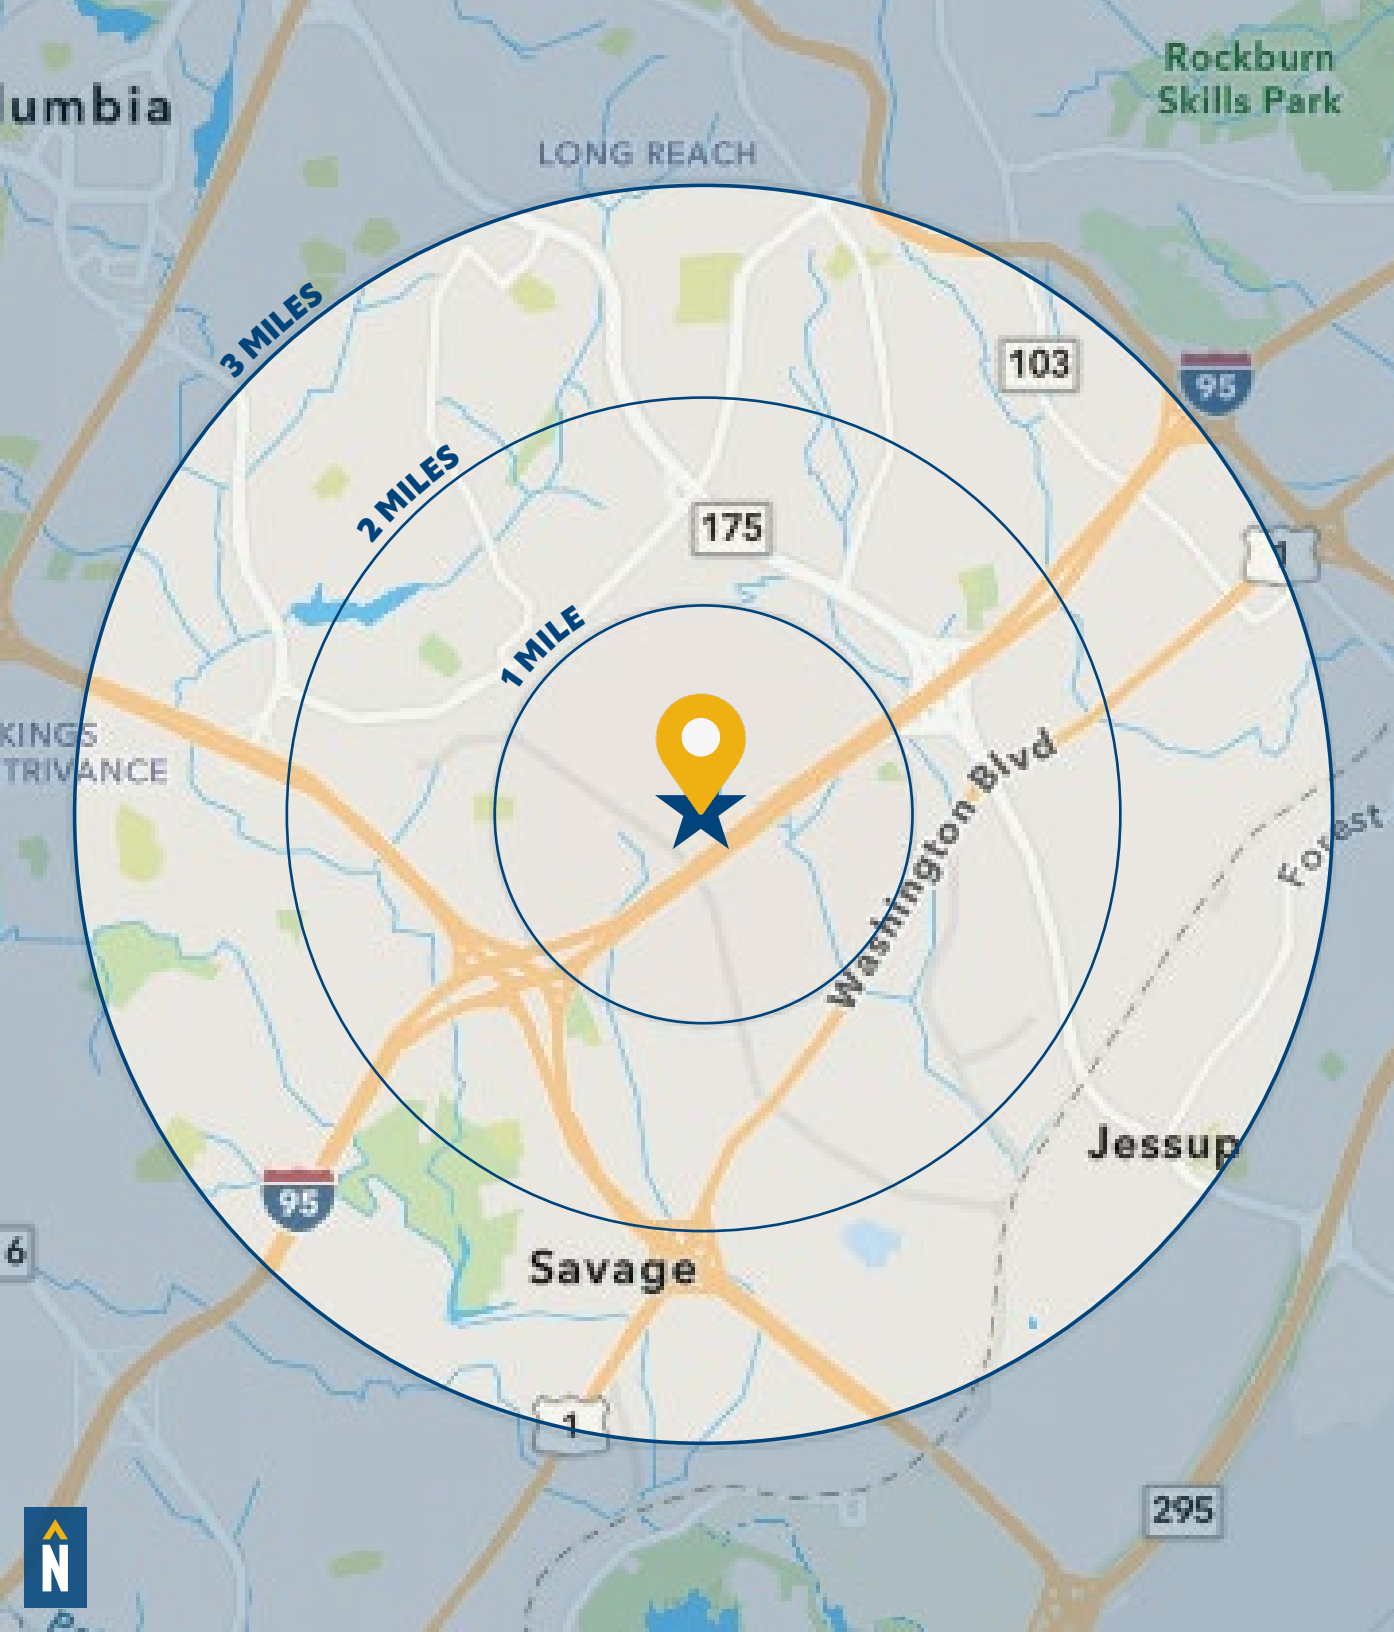 Rockburn
Skills Park
lumbia
LONG REACH
3 MILES
103
95
2 MILES
175
1
1 MILE
KINGS
TRIVANCE
Washington Blvd
Forest
Jessup
95
6
Savage
1
295
N